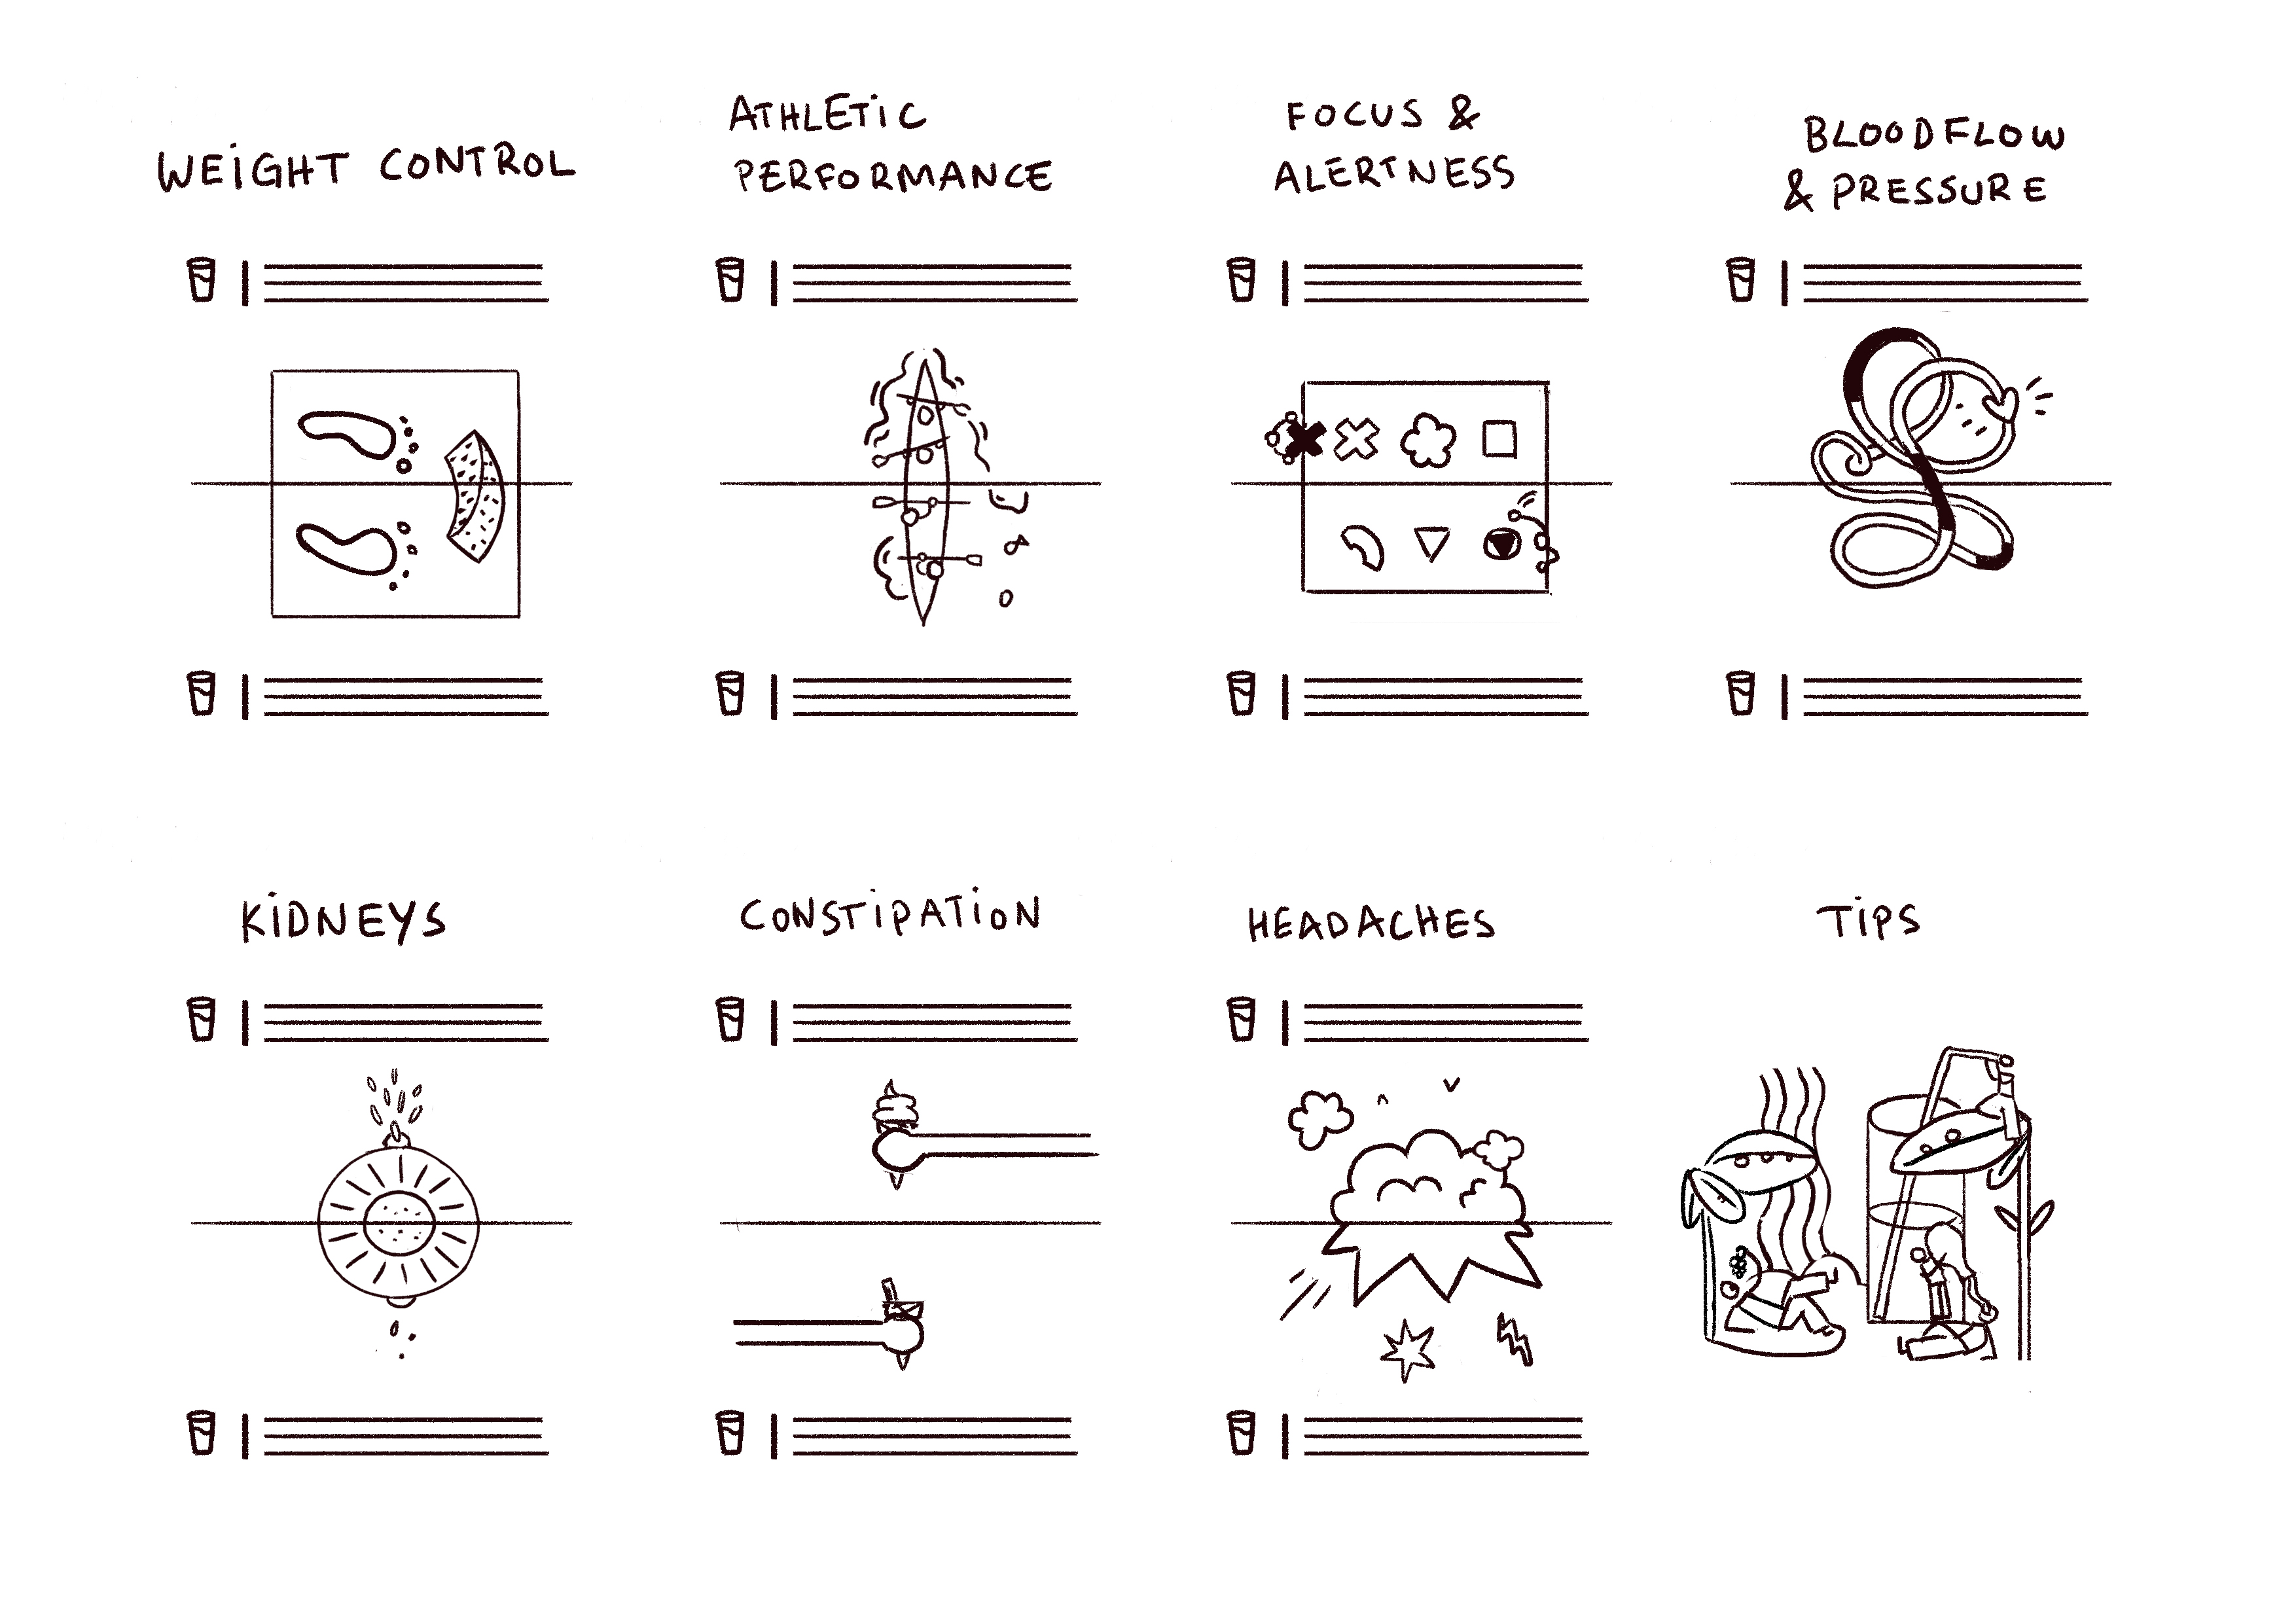 WEIGHT CONTROL
ATHLETIC
PERFORMANCE
FOCUS &
ALERTNESS
BLOODFLOW
& PRESSURE
KIDNEYS
CONSTIPATION
HEADACHES
TIPS